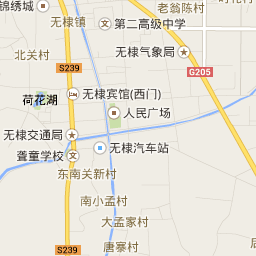 锦绣城
无棣镇
老翁陈村
第二高级中学
北关村
无棣气象局
S239
G205
荷花湖
无棣宾馆(西门)
人民广场
无棣交通局
聋童学校
无棣汽车站
东南关新村
南小孟村
大孟家村
S239
唐寨村